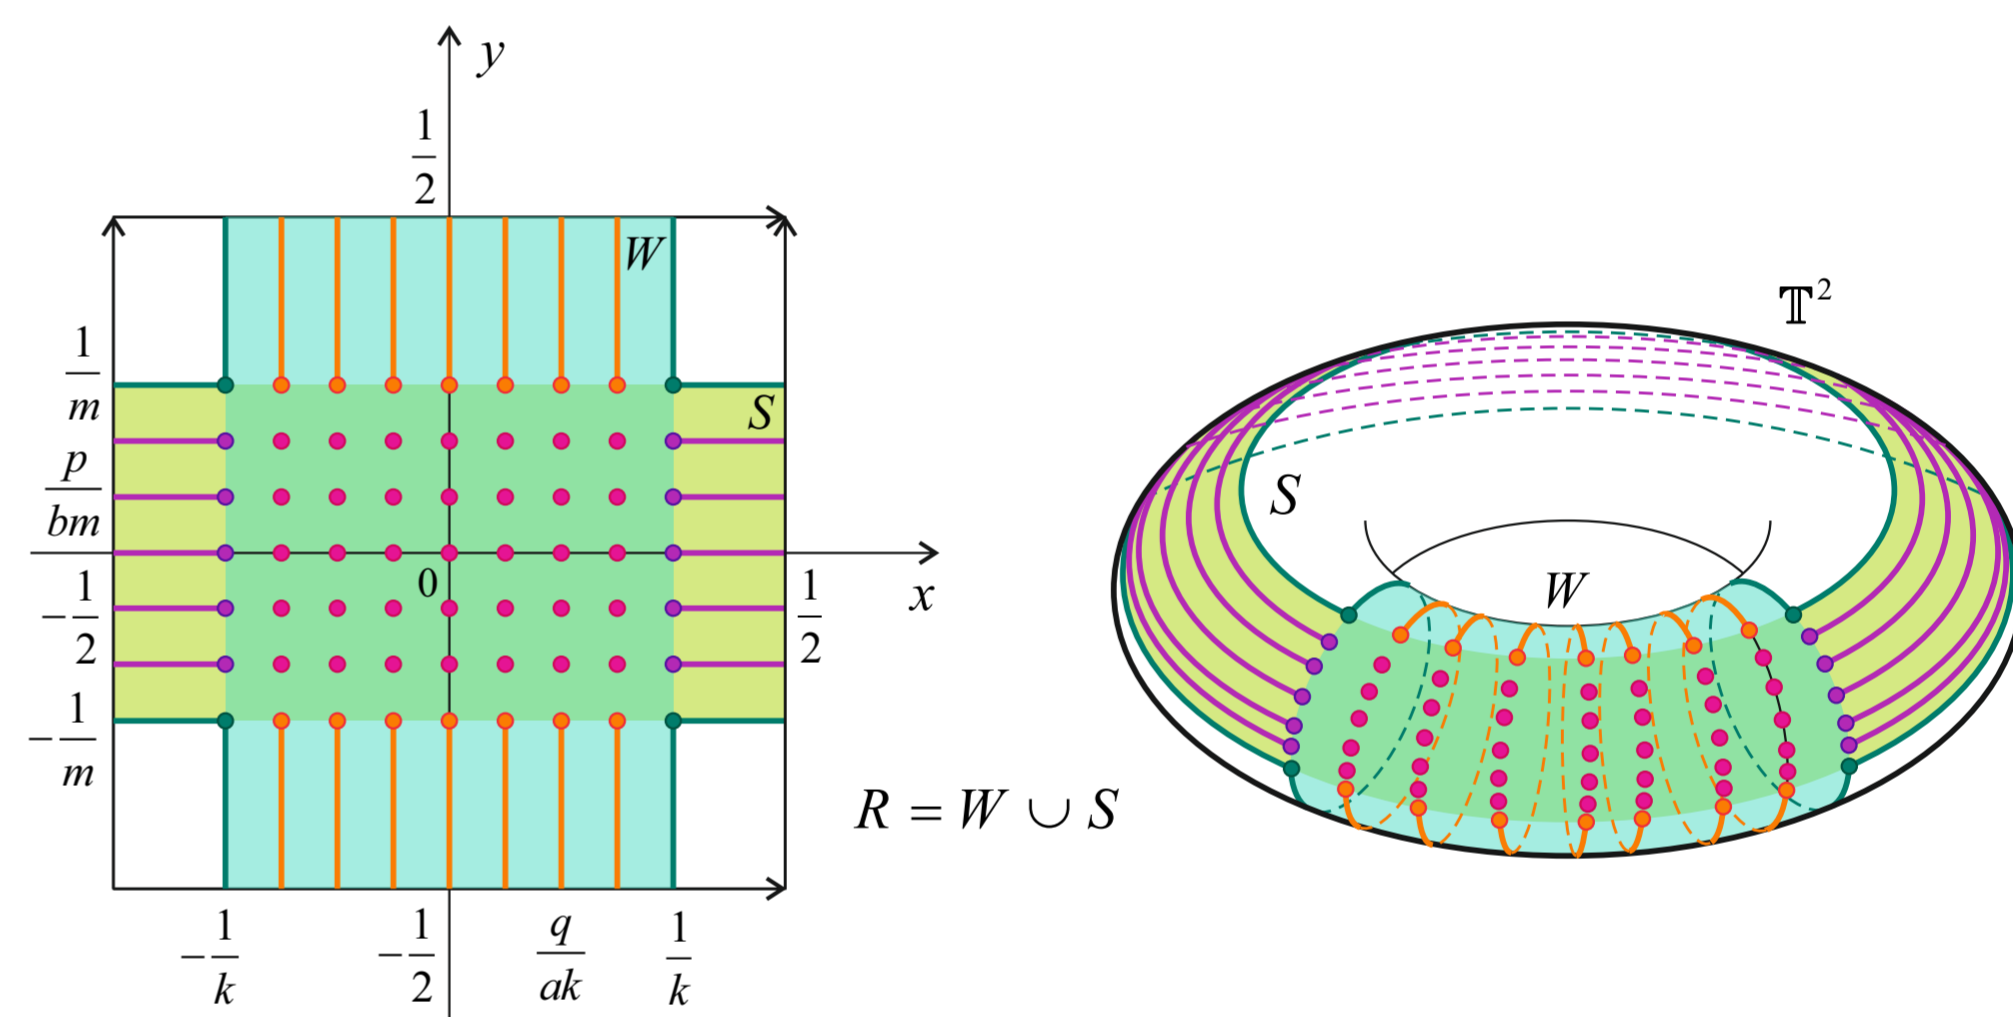 y
1/2
W
1/m
S
p/bm
0
x
-1/2
1/2
-1/m
-1/k
-1/2
q/ak
1/k
R = W ∪ S
𝕋²
S
W